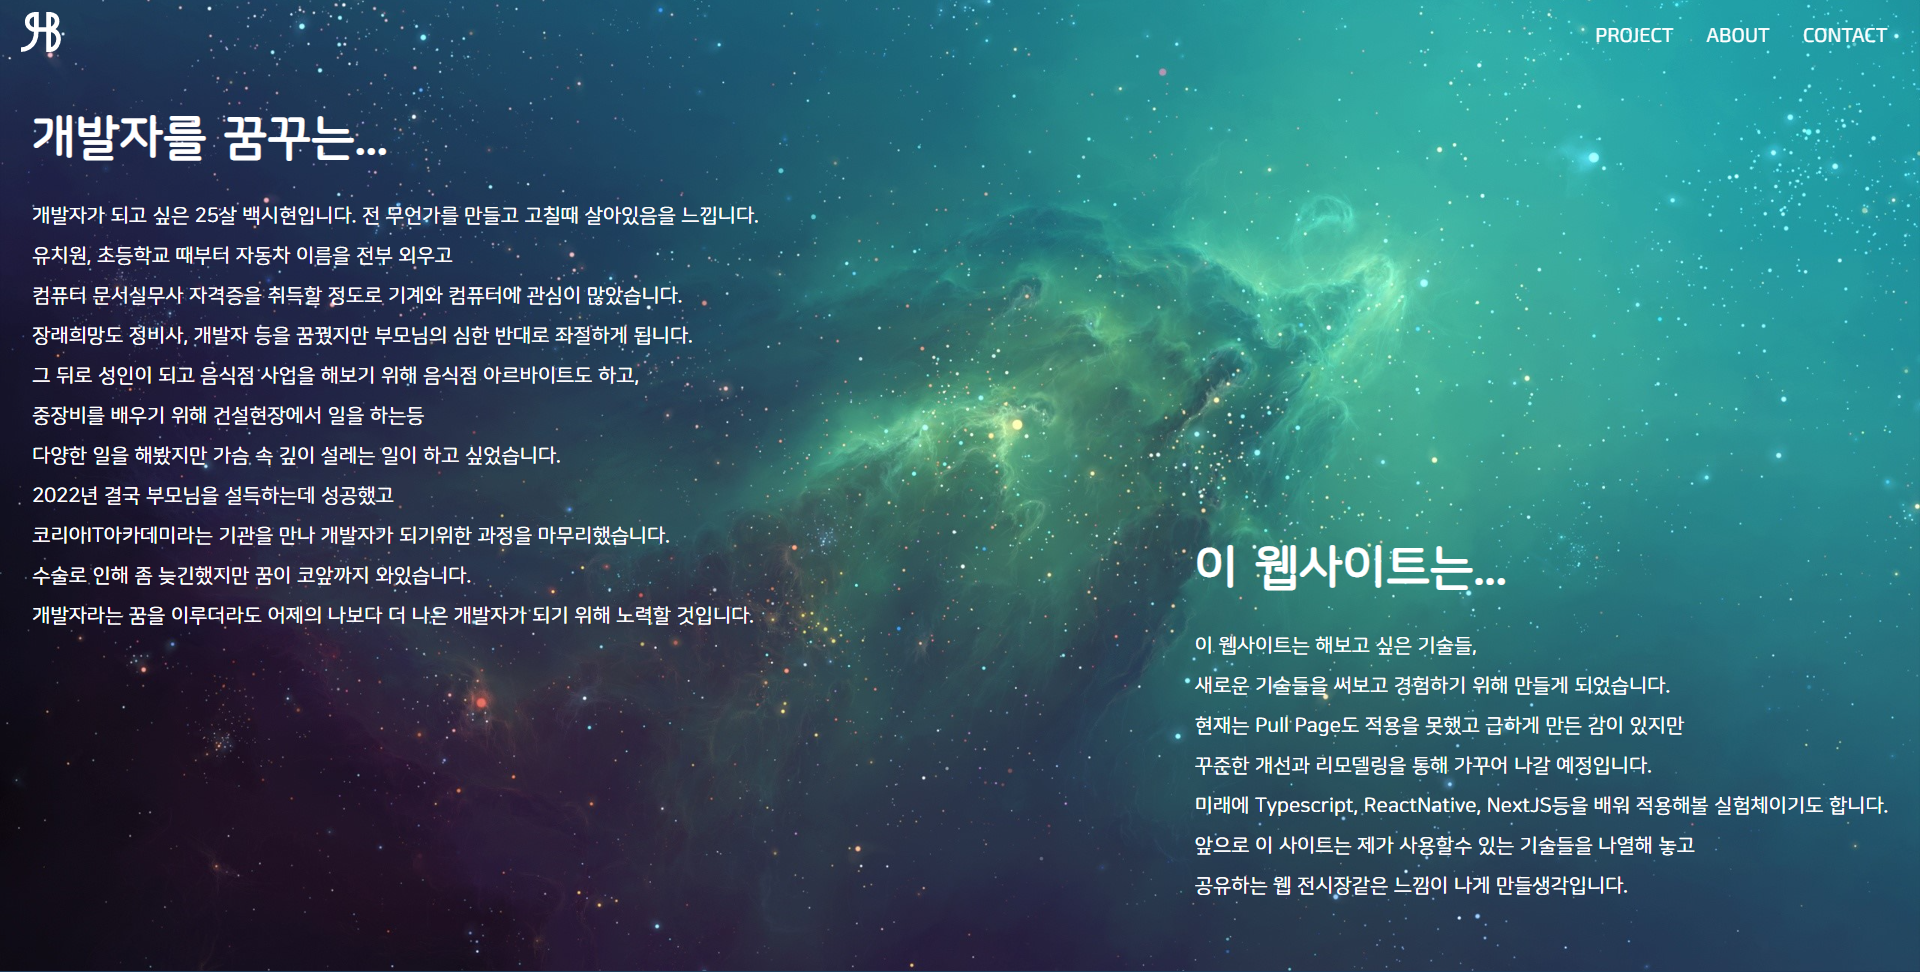 PROJECT ABOUT CONTACT
개발자를 꿈꾸는...
개발자가 되고 싶은 25살 백시현입니다. 전 무언가를 만들고 고칠때 살아있음을 느낍니다.
유치원, 초등학교 때부터 자동차 이름을 전부 외우고
컴퓨터 문서실무사 자격증을 취득할 정도로 기계와 컴퓨터에 관심이 많았습니다.
장래희망도 정비사, 개발자 등을 꿈꿨지만 부모님의 심한 반대로 좌절하게 됩니다.
그 뒤로 성인이 되고 음식점 사업을 해보기 위해 음식점 아르바이트도 하고,
중장비를 배우기 위해 건설현장에서 일을 하는등
다양한 일을 해봤지만 가슴 속 깊이 설레는 일이 하고 싶었습니다.
2022년 결국 부모님을 설득하는데 성공했고
코리아IT아카데미라는 기관을 만나 개발자가 되기위한 과정을 마무리했습니다.
수술로 인해 좀 늦긴했지만 꿈이 코앞까지 와있습니다.
개발자라는 꿈을 이루더라도 어제의 나보다 더 나은 개발자가 되기 위해 노력할 것입니다.
이 웹사이트는...
이 웹사이트는 해보고 싶은 기술들,
새로운 기술들을 써보고 경험하기 위해 만들게 되었습니다.
현재는 Pull Page도 적용을 못했고 급하게 만든 감이 있지만
꾸준한 개선과 리모델링을 통해 가꾸어 나갈 예정입니다.
미래에 Typescript, ReactNative, NextJS등을 배워 적용해볼 실험체이기도 합니다.
앞으로 이 사이트는 제가 사용할수 있는 기술들을 나열해 놓고
공유하는 웹 전시장같은 느낌이 나게 만들생각입니다.